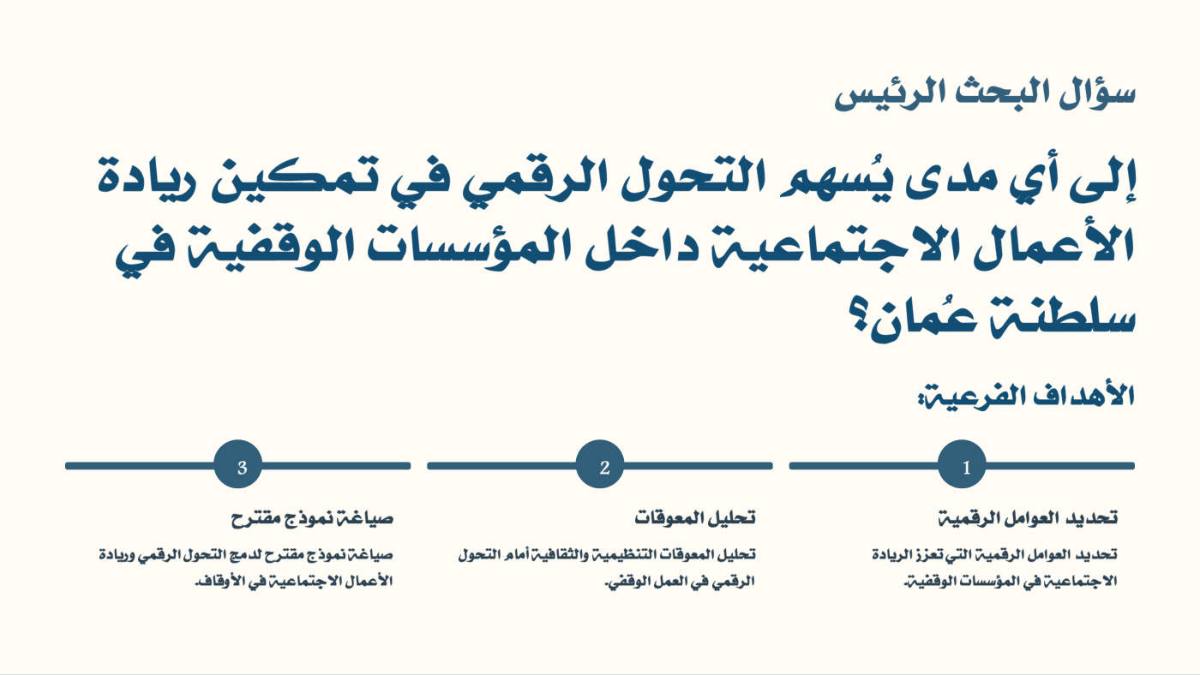 سؤال البحث الرئيس
إلى أي مدى يُسهم التحول الرقمي في تمكين ريادة
الأعمال الاجتماعية داخل المؤسسات الوقفية في
سلطنة عُمان؟
الأهداف الفرعية:
1
تحديد العوامل الرقمية
تحديد العوامل الرقمية التي تعزز الريادة
الاجتماعية في المؤسسات الوقفية.
2
تحليل المعوقات
تحليل المعوقات التنظيمية والثقافية أمام التحول
الرقمي في العمل الوقفي.
3
صياغة نموذج مقترح
صياغة نموذج مقترح لدمج التحول الرقمي وريادة
الأعمال الاجتماعية في الأوقاف.